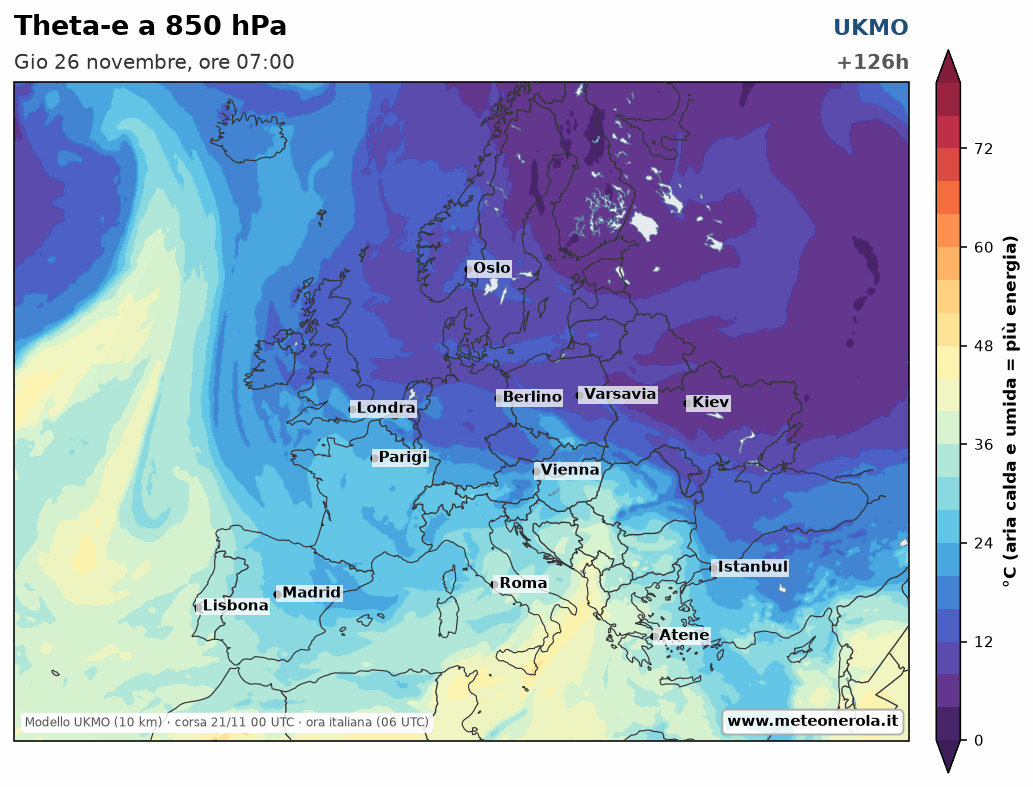 Theta-e a 850 hPa
UKMO
Gio 26 novembre, ore 07:00
+126h
Oslo
Londra
Berlino
Varsavia
Kiev
Parigi
Vienna
Istanbul
Roma
Madrid
Lisbona
Atene
72
60
48
36
24
12
0
°C (aria calda e umida = più energia)
Modello UKMO (10 km) · corsa 21/11 00 UTC · ora italiana (06 UTC)
www.meteonerola.it